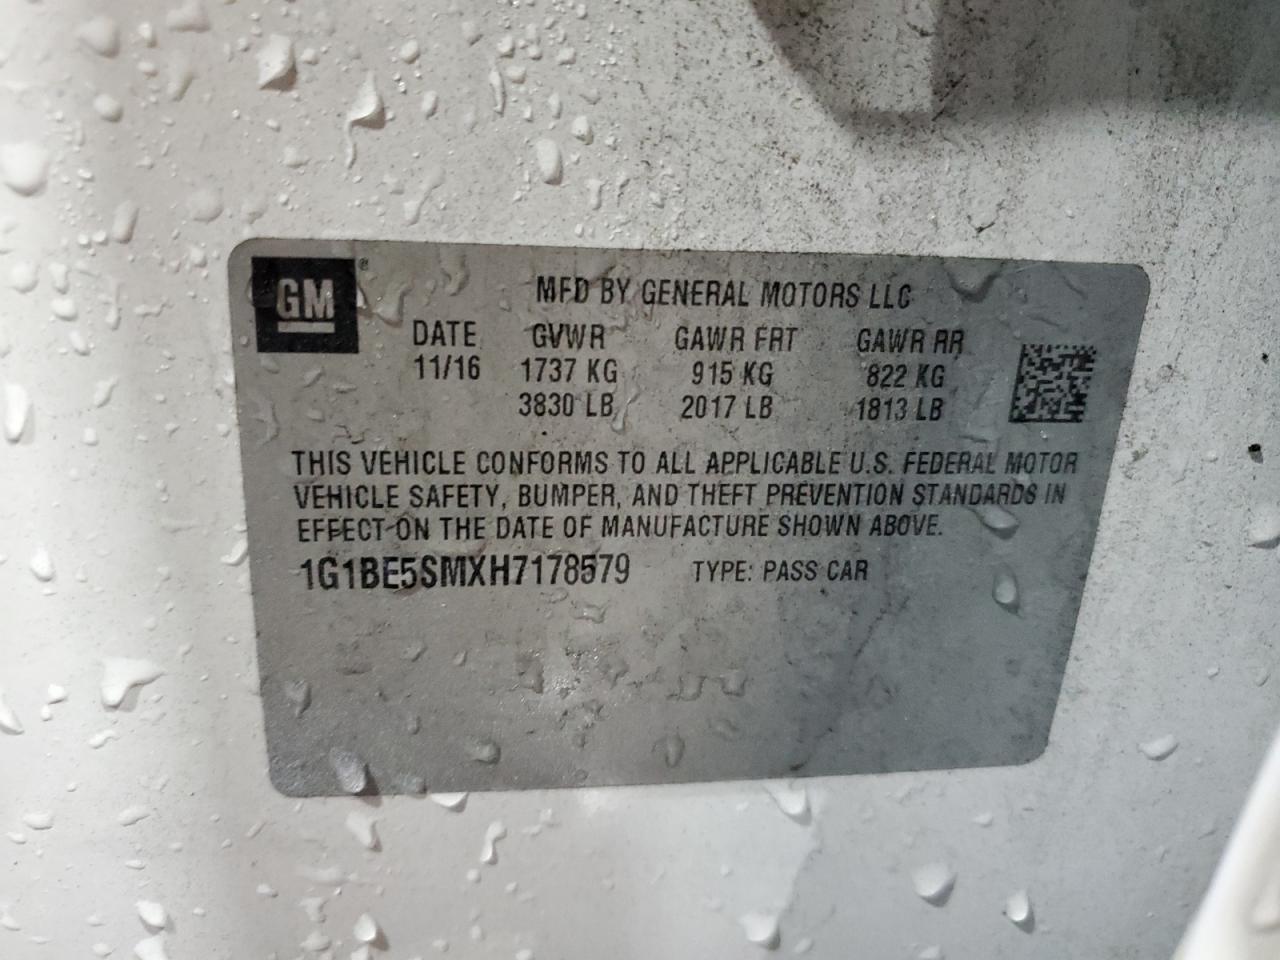 GM®
MFD BY GENERAL MOTORS LLC
DATE GVWR GAWR FRT GAWR RR
11/16 1737 KG 915 KG 822 KG
3830 LB 2017 LB 1813 LB
THIS VEHICLE CONFORMS TO ALL APPLICABLE U.S. FEDERAL MOTOR
VEHICLE SAFETY, BUMPER, AND THEFT PREVENTION STANDARDS IN
EFFECT ON THE DATE OF MANUFACTURE SHOWN ABOVE.
1G1BE5SMXH7178579 TYPE: PASS CAR